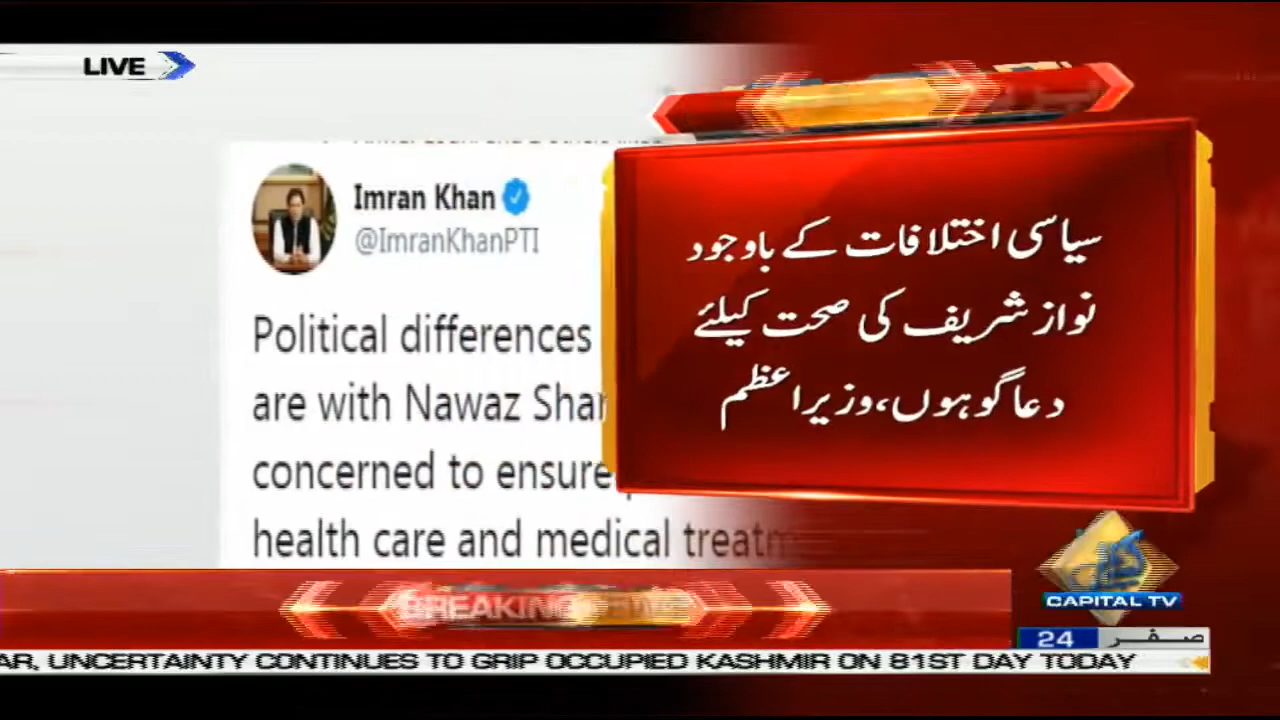 LIVE
Imran Khan
@ImranKhanPTI
Political differences
are with Nawaz Shar
concerned to ensure
health care and medical treatm
سیاسی اختلافات کے باوجود
نواز شریف کی صحت کیلئے
دعا گو ہوں، وزیراعظم
BREAKING
CAPITAL TV
24 صفر
AR, UNCERTAINTY CONTINUES TO GRIP OCCUPIED KASHMIR ON 81ST DAY TODAY